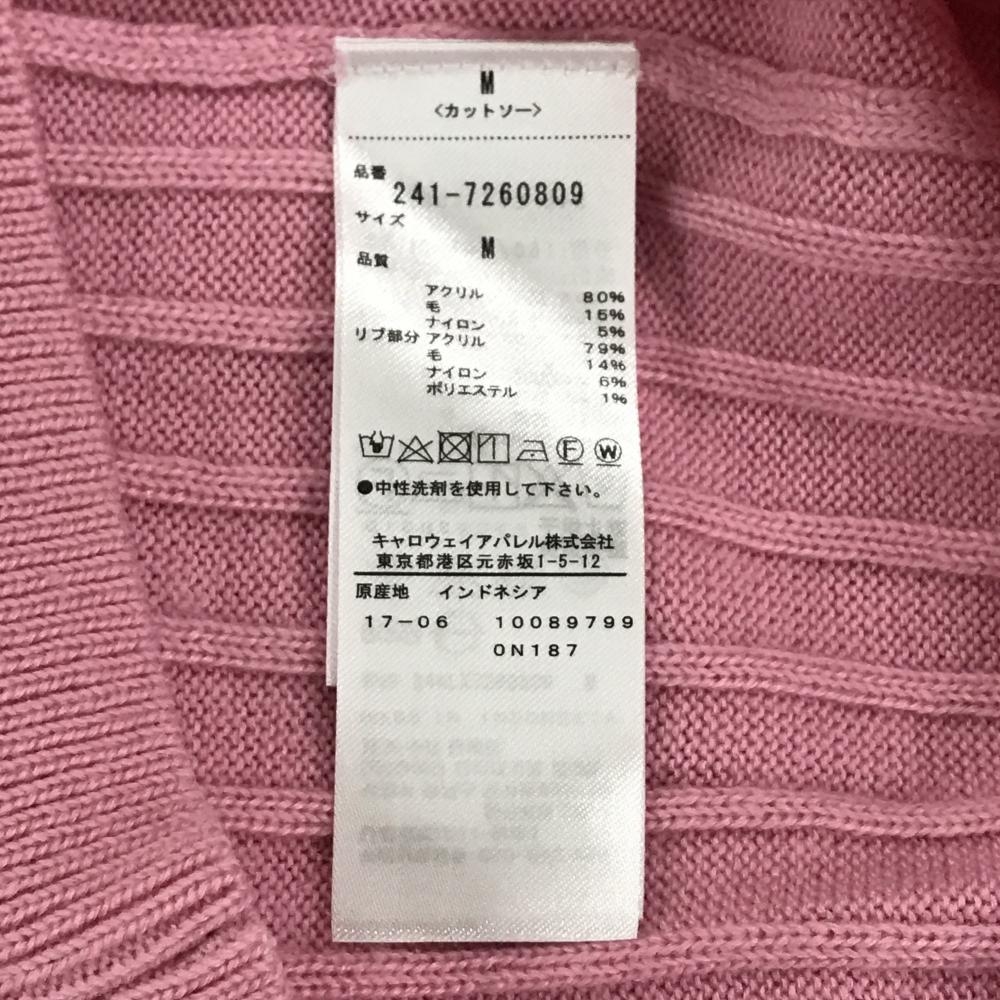 M
<カットソー>
品番
241-7260809
サイズ
M
品質
アクリル 80%
毛 15%
ナイロン 5%
リブ部分 アクリル 79%
毛 14%
ナイロン 6%
ポリエステル 1%
F W
●中性洗剤を使用して下さい。
キャロウェイアパレル株式会社
東京都港区元赤坂1-5-12
原産地 インドネシア
17-06 10089799
0N187